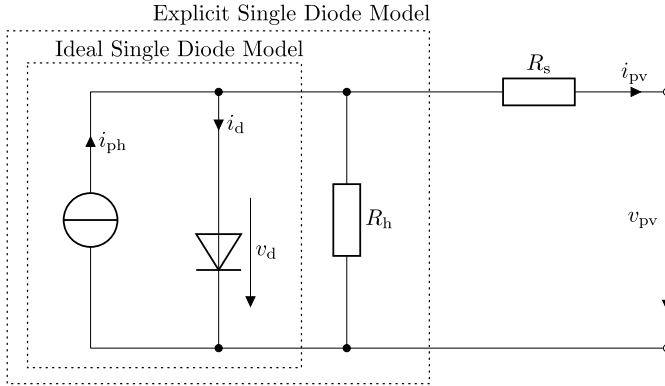 Explicit Single Diode Model
Ideal Single Diode Model
R_s
i_pv
i_ph
i_d
v_d
R_h
v_pv